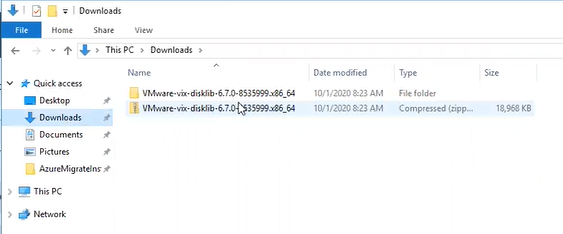 Downloads
File Home Share View
This PC > Downloads >
Name Date modified Type Size
Quick access
Desktop
Downloads
Documents
Pictures
AzureMigrateIns
This PC
Network
VMware-vix-disklib-6.7.0-8535999.x86_64 10/1/2020 8:23 AM File folder
VMware-vix-disklib-6.7.0-8535999.x86_64 10/1/2020 8:23 AM Compressed (zipp... 18,968 KB